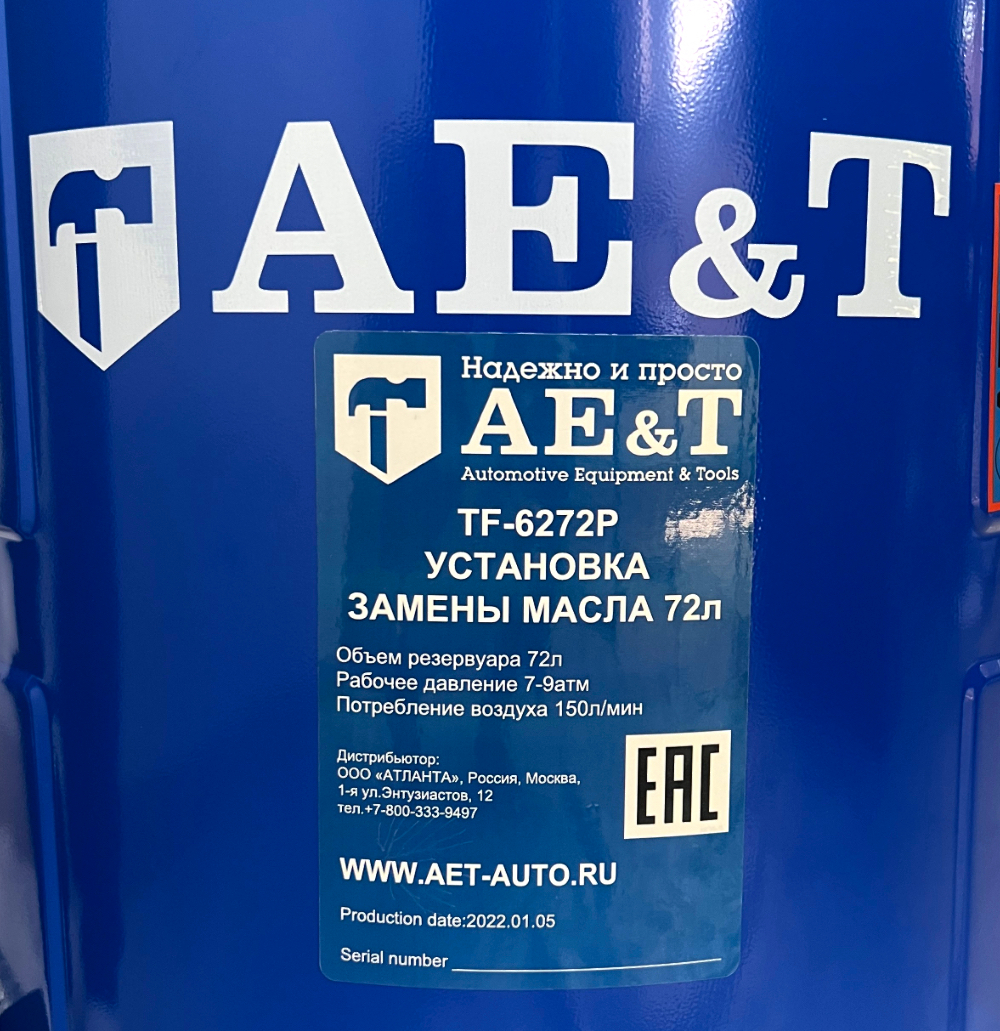 AE&T
Надежно и просто
AE&T
Automotive Equipment & Tools
TF-6272P
УСТАНОВКА
ЗАМЕНЫ МАСЛА 72л
Объем резервуара 72л
Рабочее давление 7-9атм
Потребление воздуха 150л/мин
Дистрибьютор:
ООО «АТЛАНТА», Россия, Москва,
1-я ул.Энтузиастов, 12
тел.+7-800-333-9497
EAC
WWW.AET-AUTO.RU
Production date:2022.01.05
Serial number